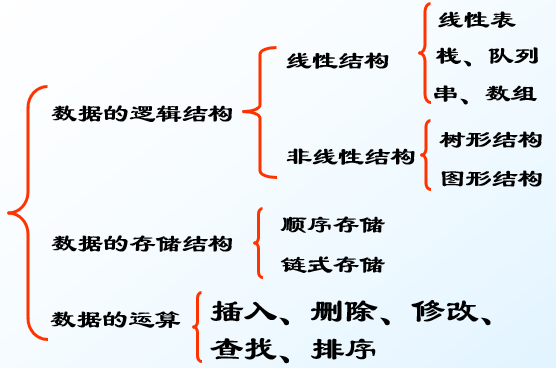 线性表
栈、队列
串、数组
线性结构
数据的逻辑结构
非线性结构
树形结构
图形结构
数据的存储结构
顺序存储
链式存储
数据的运算
插入、删除、修改、
查找、排序